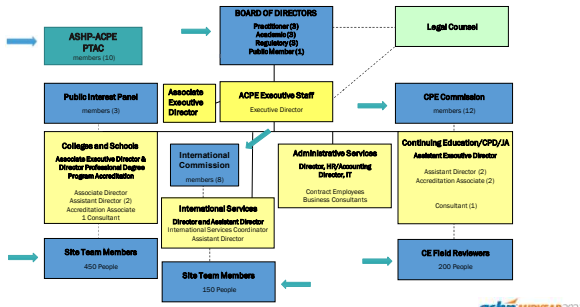 BOARD OF DIRECTORS
Practitioner (3)
Academic (3)
Regulatory (3)
Public Member (1)
Legal Counsel
ASHP-ACPE
PTAC
members (10)
Public Interest Panel
members (3)
Associate
Executive
Director
ACPE Executive Staff
Executive Director
CPE Commission
members (12)
Colleges and Schools
Associate Executive Director &
Director Professional Degree
Program Accreditation
Associate Director
Assistant Director (2)
Accreditation Associate
1 Consultant
International
Commission
members (8)
Administrative Services
Director, HR/Accounting
Director, IT
Contract Employees
Business Consultants
Continuing Education/CPD/JA
Assistant Executive Director
Assistant Director (2)
Accreditation Associate (2)
Consultant (1)
International Services
Director and Assistant Director
International Services Coordinator
Assistant Director
Site Team Members
450 People
Site Team Members
150 People
CE Field Reviewers
200 People